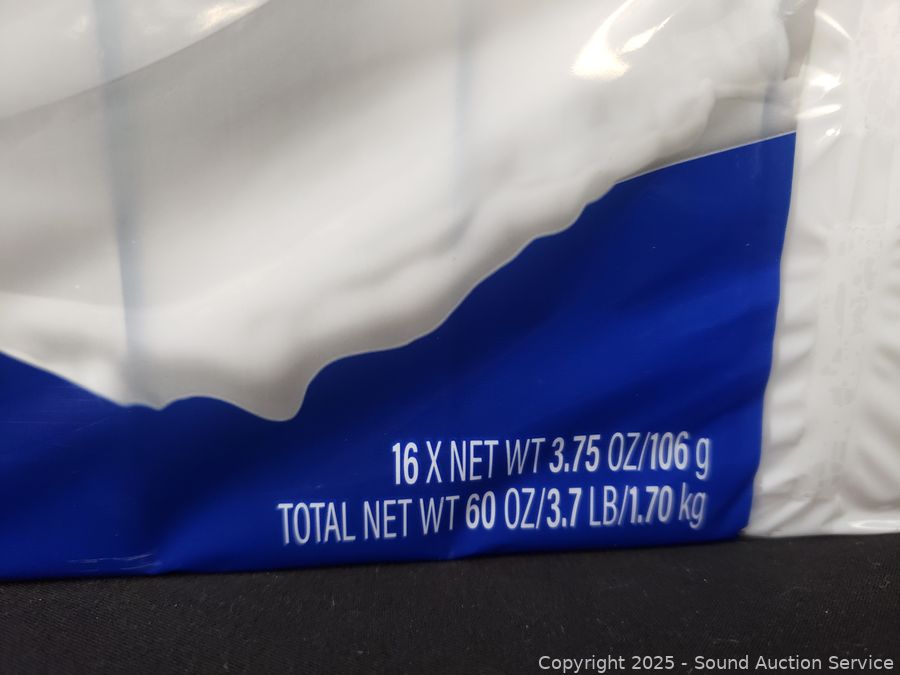 16 X NET WT 3.75 OZ/106 g
TOTAL NET WT 60 OZ/3.7 LB/1.70 kg
Copyright © 2025 - Sound Auction Service